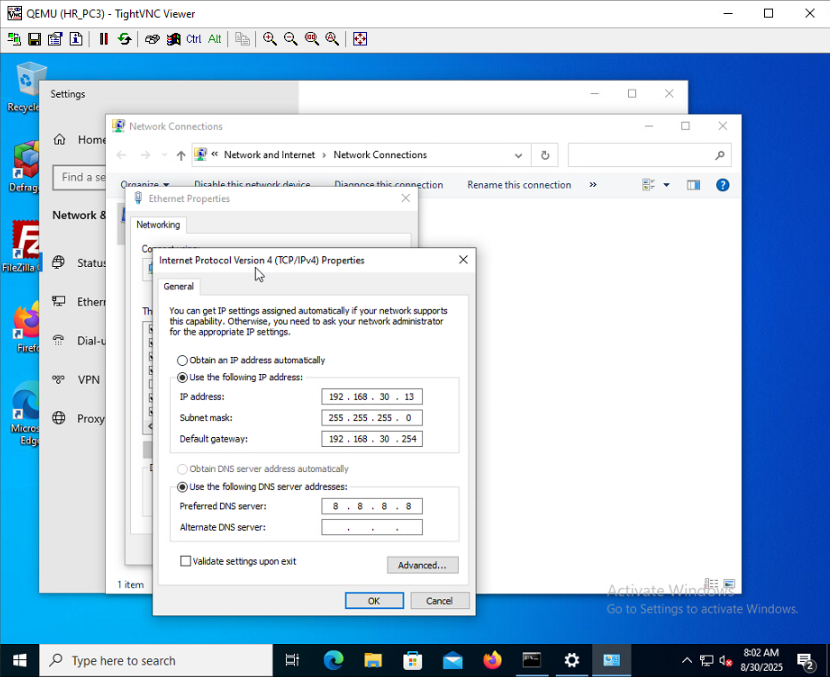 QEMU (HR_PC3) - TightVNC Viewer
Ctrl Alt
Recycle
Defrag
FileZilla
Firefo
Micros
Edge
Settings
Home
Find a se
Network &
Status
Ethern
Dial-u
VPN
Proxy
Network Connections
« Network and Internet › Network Connections
Organize Disable this network device Diagnose this connection Rename this connection »
1 item
Ethernet Properties
Networking
Internet Protocol Version 4 (TCP/IPv4) Properties
General
You can get IP settings assigned automatically if your network supports
this capability. Otherwise, you need to ask your network administrator
for the appropriate IP settings.
Obtain an IP address automatically
Use the following IP address:
IP address: 192 . 168 . 30 . 13
Subnet mask: 255 . 255 . 255 . 0
Default gateway: 192 . 168 . 30 . 254
Obtain DNS server address automatically
Use the following DNS server addresses:
Preferred DNS server: 8 . 8 . 8 . 8
Alternate DNS server: . . .
Validate settings upon exit
Advanced...
OK Cancel
Activate Windows
Go to Settings to activate Windows.
Type here to search
8:02 AM
8/30/2025
2